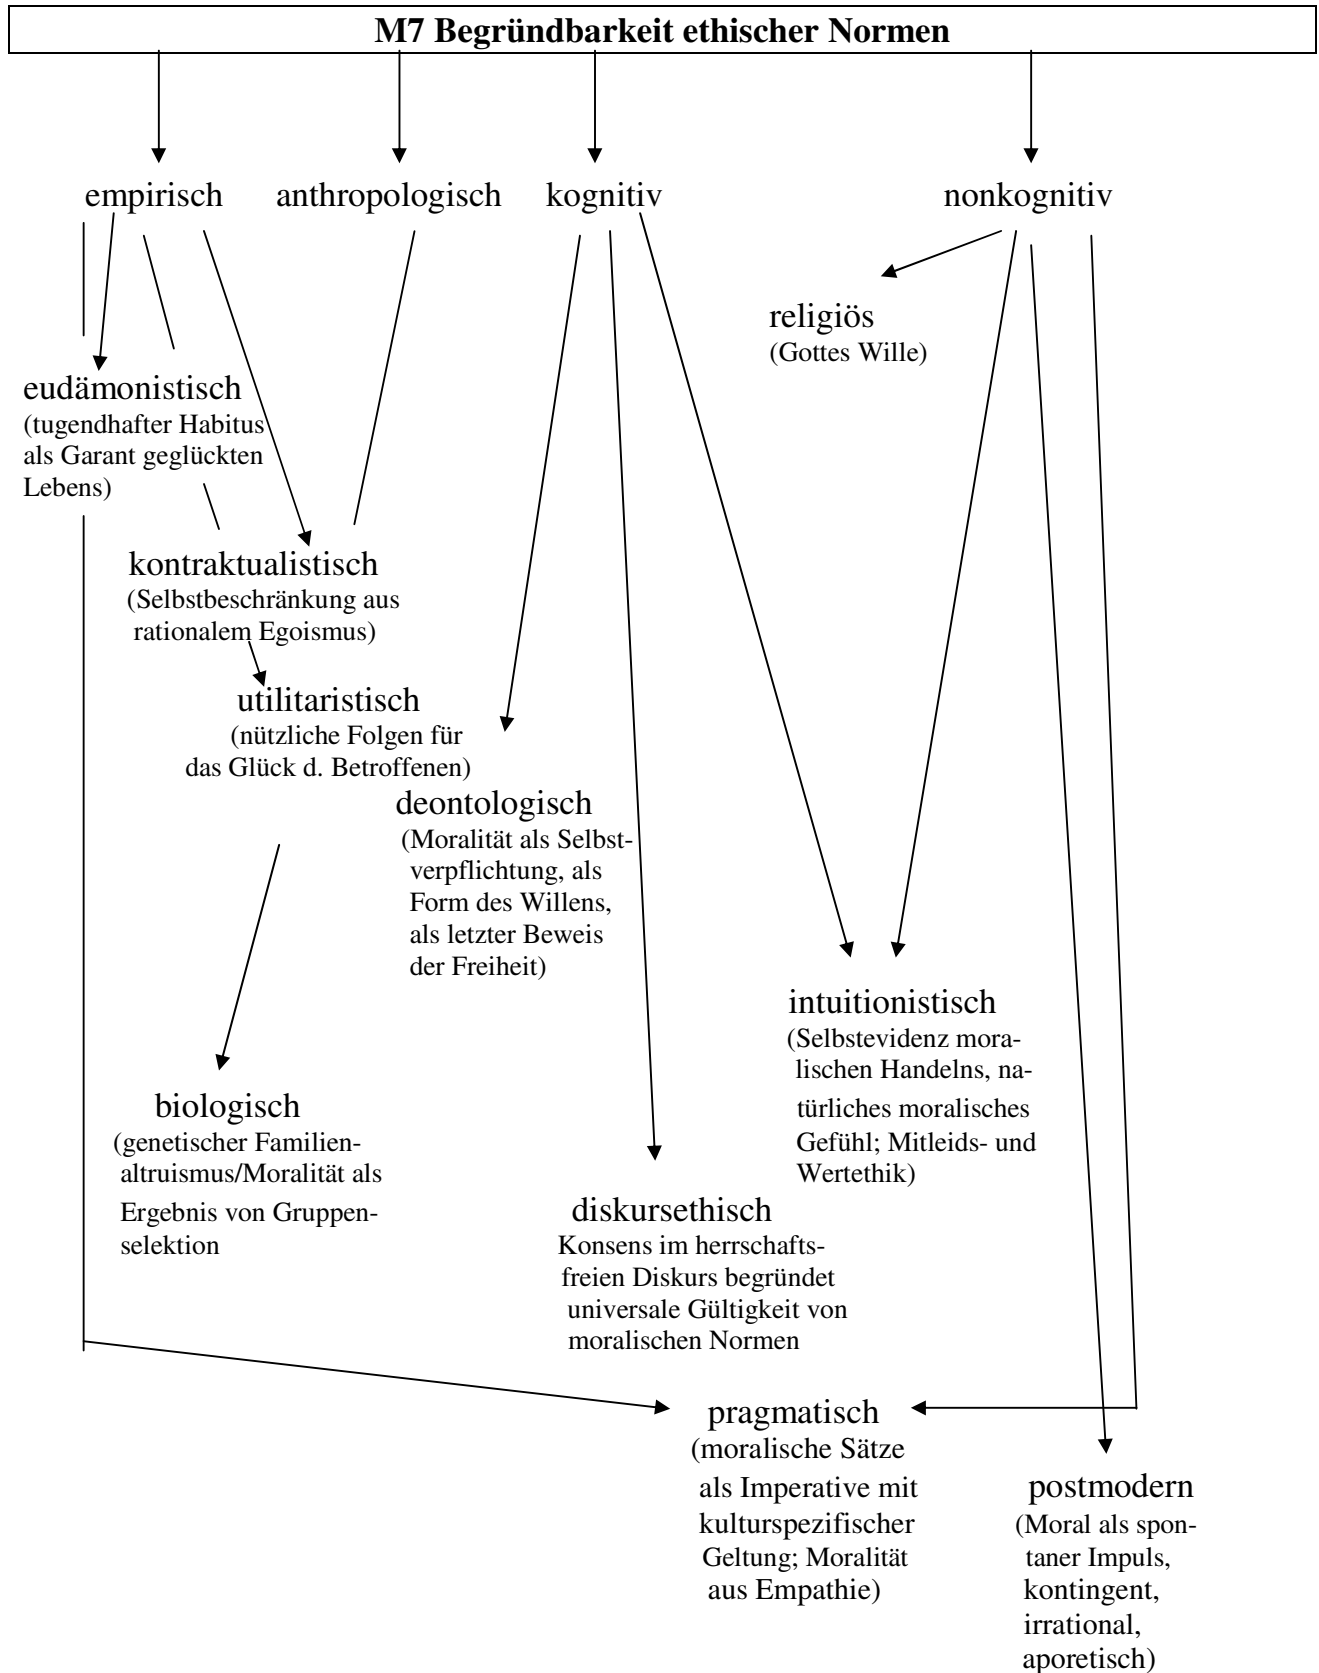 M7 Begründbarkeit ethischer Normen
empirisch
anthropologisch
kognitiv
nonkognitiv
religiös
(Gottes Wille)
eudämonistisch
(tugendhafter Habitus
als Garant geglückten
Lebens)
kontraktualistisch
(Selbstbeschränkung aus
rationalem Egoismus)
utilitaristisch
(nützliche Folgen für
das Glück d. Betroffenen)
deontologisch
(Moralität als Selbst-
verpflichtung, als
Form des Willens,
als letzter Beweis
der Freiheit)
intuitionistisch
(Selbstevidenz mora-
lischen Handelns, na-
türliches moralisches
Gefühl; Mitleids- und
Wertethik)
biologisch
(genetischer Familien-
altruismus/Moralität als
Ergebnis von Gruppen-
selektion
diskursethisch
Konsens im herrschafts-
freien Diskurs begründet
universale Gültigkeit von
moralischen Normen
pragmatisch
(moralische Sätze
als Imperative mit
kulturspezifischer
Geltung; Moralität
aus Empathie)
postmodern
(Moral als spon-
taner Impuls,
kontingent,
irrational,
aporetisch)